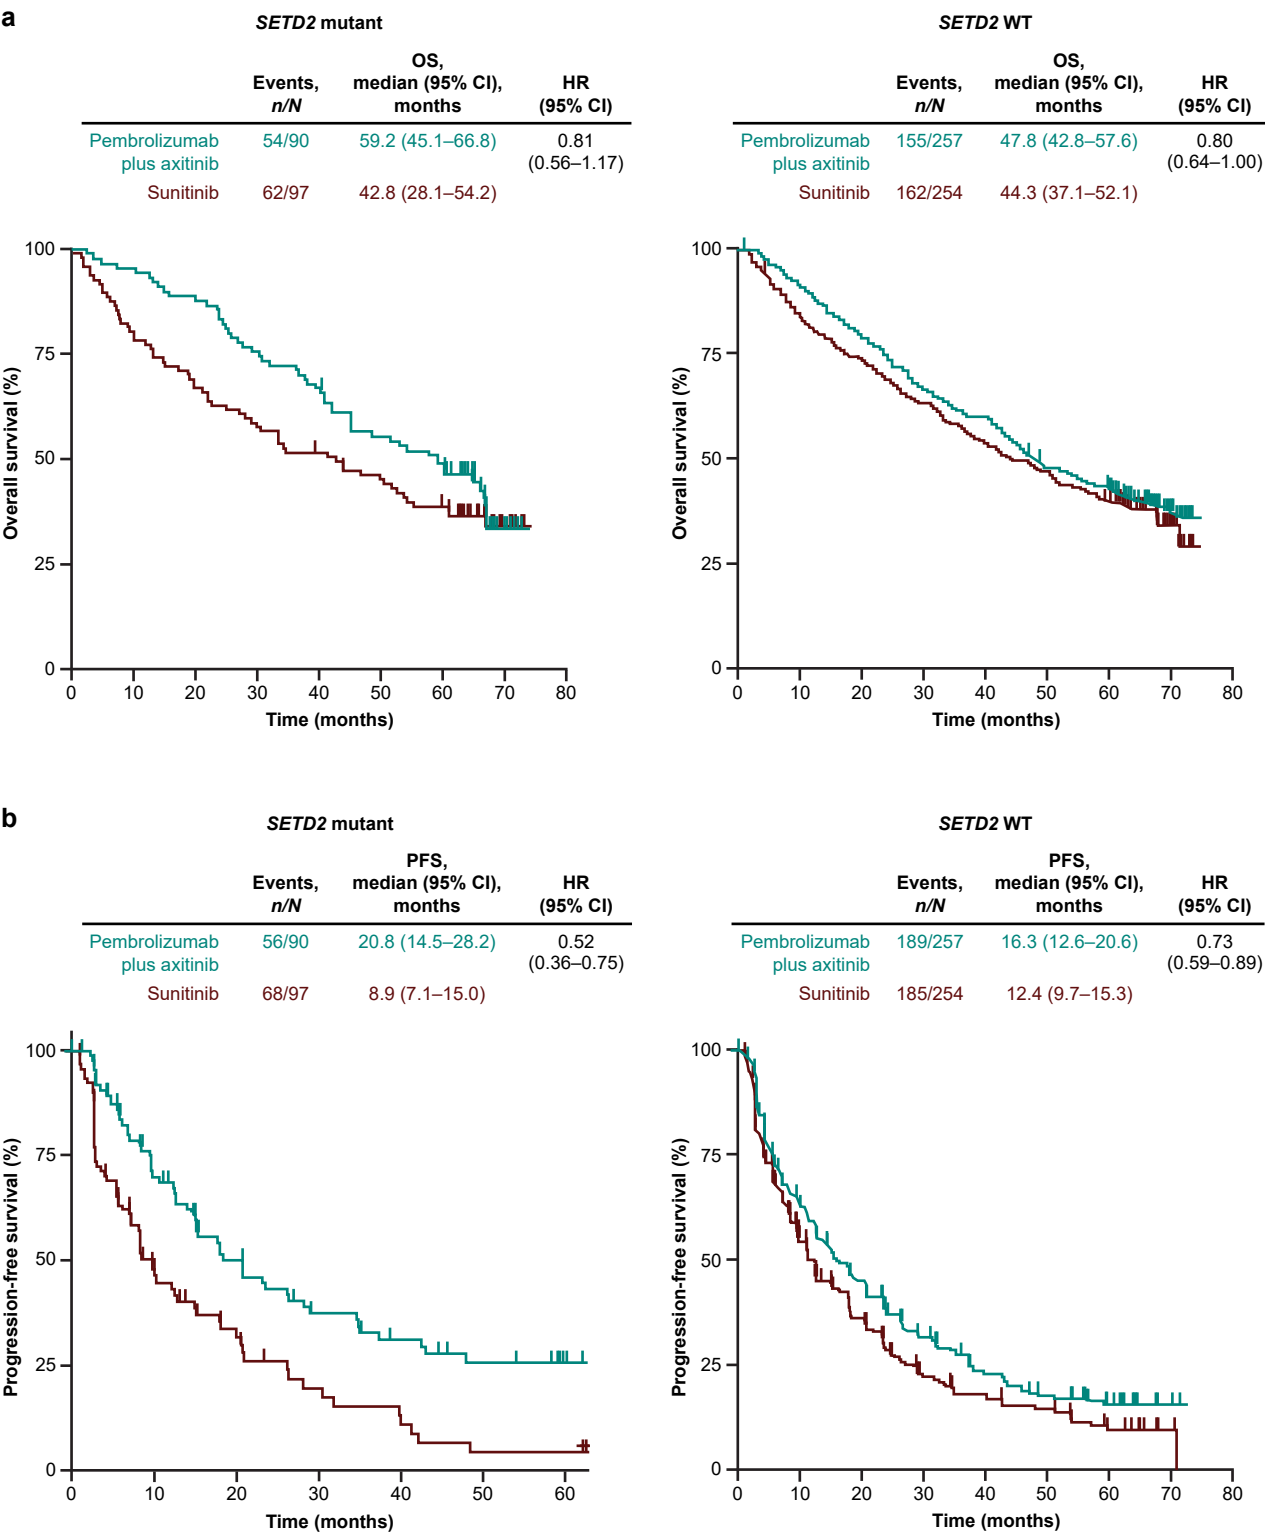 a
SETD2 mutant
Events, n/N
OS, median (95% CI), months
HR (95% CI)
Pembrolizumab plus axitinib 54/90 59.2 (45.1–66.8) 0.81 (0.56–1.17)
Sunitinib 62/97 42.8 (28.1–54.2)
Overall survival (%)
100
75
50
25
0
0 10 20 30 40 50 60 70 80
Time (months)
SETD2 WT
Events, n/N
OS, median (95% CI), months
HR (95% CI)
Pembrolizumab plus axitinib 155/257 47.8 (42.8–57.6) 0.80 (0.64–1.00)
Sunitinib 162/254 44.3 (37.1–52.1)
Overall survival (%)
100
75
50
25
0
0 10 20 30 40 50 60 70 80
Time (months)
b
SETD2 mutant
Events, n/N
PFS, median (95% CI), months
HR (95% CI)
Pembrolizumab plus axitinib 56/90 20.8 (14.5–28.2) 0.52 (0.36–0.75)
Sunitinib 68/97 8.9 (7.1–15.0)
Progression-free survival (%)
100
75
50
25
0
0 10 20 30 40 50 60
Time (months)
SETD2 WT
Events, n/N
PFS, median (95% CI), months
HR (95% CI)
Pembrolizumab plus axitinib 189/257 16.3 (12.6–20.6) 0.73 (0.59–0.89)
Sunitinib 185/254 12.4 (9.7–15.3)
Progression-free survival (%)
100
75
50
25
0
0 10 20 30 40 50 60 70 80
Time (months)